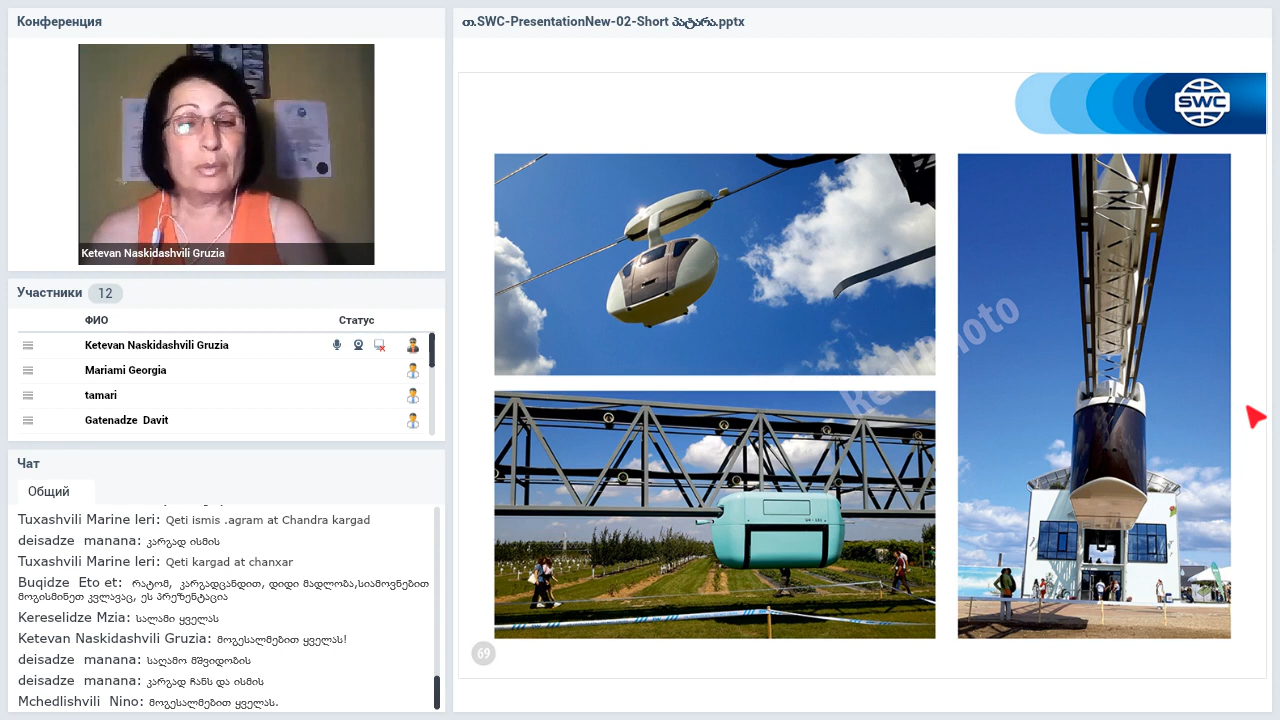 Конференция
Ketevan Naskidashvili Gruzia
Участники 12
ФИО Статус
Ketevan Naskidashvili Gruzia
Mariami Georgia
tamari
Gatenadze Davit
Чат
Общий
Tuxashvili Marine leri: Qeti ismis .agram at Chandra kargad
deisadze manana: კარგად ისმის
Tuxashvili Marine leri: Qeti kargad at chanxar
Buqidze Eto et: რატომ, კარგადცანდით, დიდი მადლობა,სიამოვნებით
მოგისმინეთ კვლავაც, ეს პრეზენტაცია
Kereselidze Mzia: სალამი ყველას
Ketevan Naskidashvili Gruzia: მოგესალმებით ყველას!
deisadze manana: საღამო მშვიდობის
deisadze manana: კარგად ჩანს და ისმის
Mchedlishvili Nino: მოგესალმებით ყველას.
თ.SWC-PresentationNew-02-Short პატარა.pptx
SWC
Real photo
69